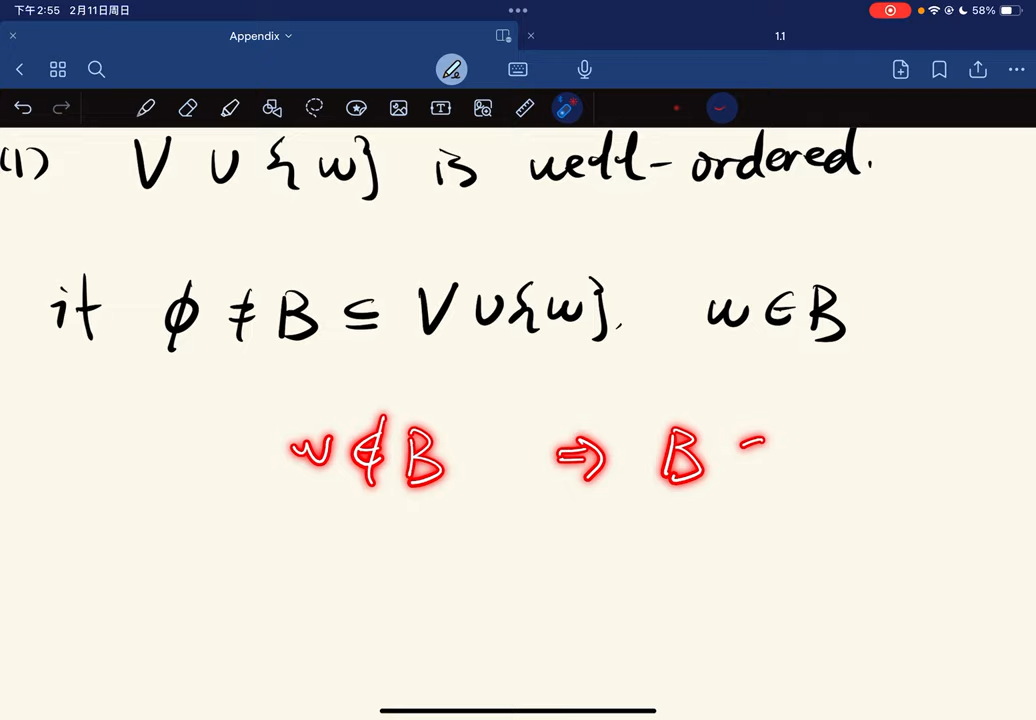 下午2:55 2月11日周日 58%
Appendix 1.1
(1) V ∪ {w} is well-ordered.
if ϕ ≠ B ⊆ V ∪ {w}. w ∈ B
w ∉ B ⇒ B -